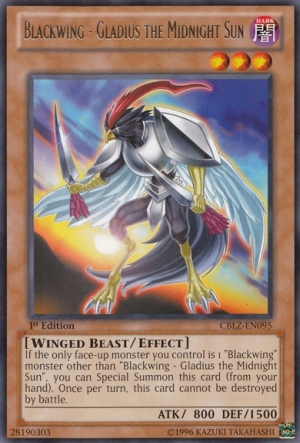 BLACKWING - GLADIUS THE MIDNIGHT SUN
DARK
闇
1st Edition
CBLZ-EN095
[WINGED BEAST/EFFECT]
If the only face-up monster you control is 1 "Blackwing"
monster other than "Blackwing - Gladius the Midnight
Sun", you can Special Summon this card (from your
hand). Once per turn, this card cannot be destroyed
by battle.
ATK/ 800 DEF/1500
28190303
©1996 KAZUKI TAKAHASHI